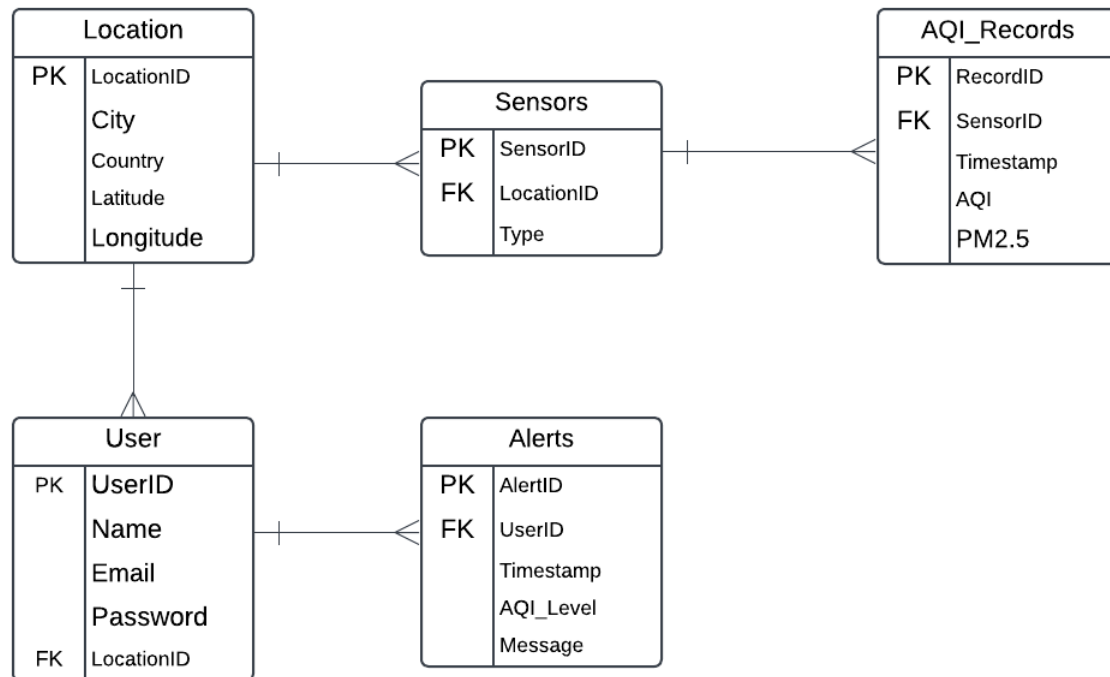 Location
PK LocationID
City
Country
Latitude
Longitude
Sensors
PK SensorID
FK LocationID
Type
AQI_Records
PK RecordID
FK SensorID
Timestamp
AQI
PM2.5
User
PK UserID
Name
Email
Password
FK LocationID
Alerts
PK AlertID
FK UserID
Timestamp
AQI_Level
Message